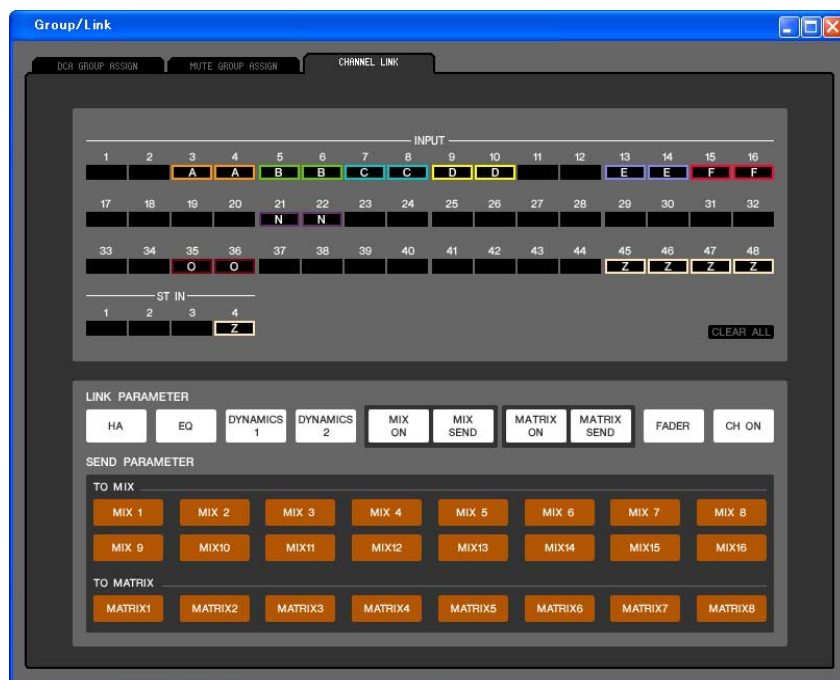 Group/Link
DCA GROUP ASSIGN MUTE GROUP ASSIGN CHANNEL LINK
INPUT
1 2 3 4 5 6 7 8 9 10 11 12 13 14 15 16
A A B B C C D D E E F F
17 18 19 20 21 22 23 24 25 26 27 28 29 30 31 32
N N
33 34 35 36 37 38 39 40 41 42 43 44 45 46 47 48
O O Z Z Z Z
ST IN
1 2 3 4
Z
CLEAR ALL
LINK PARAMETER
HA EQ DYNAMICS 1 DYNAMICS 2 MIX ON MIX SEND MATRIX ON MATRIX SEND FADER CH ON
SEND PARAMETER
TO MIX
MIX 1 MIX 2 MIX 3 MIX 4 MIX 5 MIX 6 MIX 7 MIX 8
MIX 9 MIX10 MIX11 MIX12 MIX13 MIX14 MIX15 MIX16
TO MATRIX
MATRIX1 MATRIX2 MATRIX3 MATRIX4 MATRIX5 MATRIX6 MATRIX7 MATRIX8